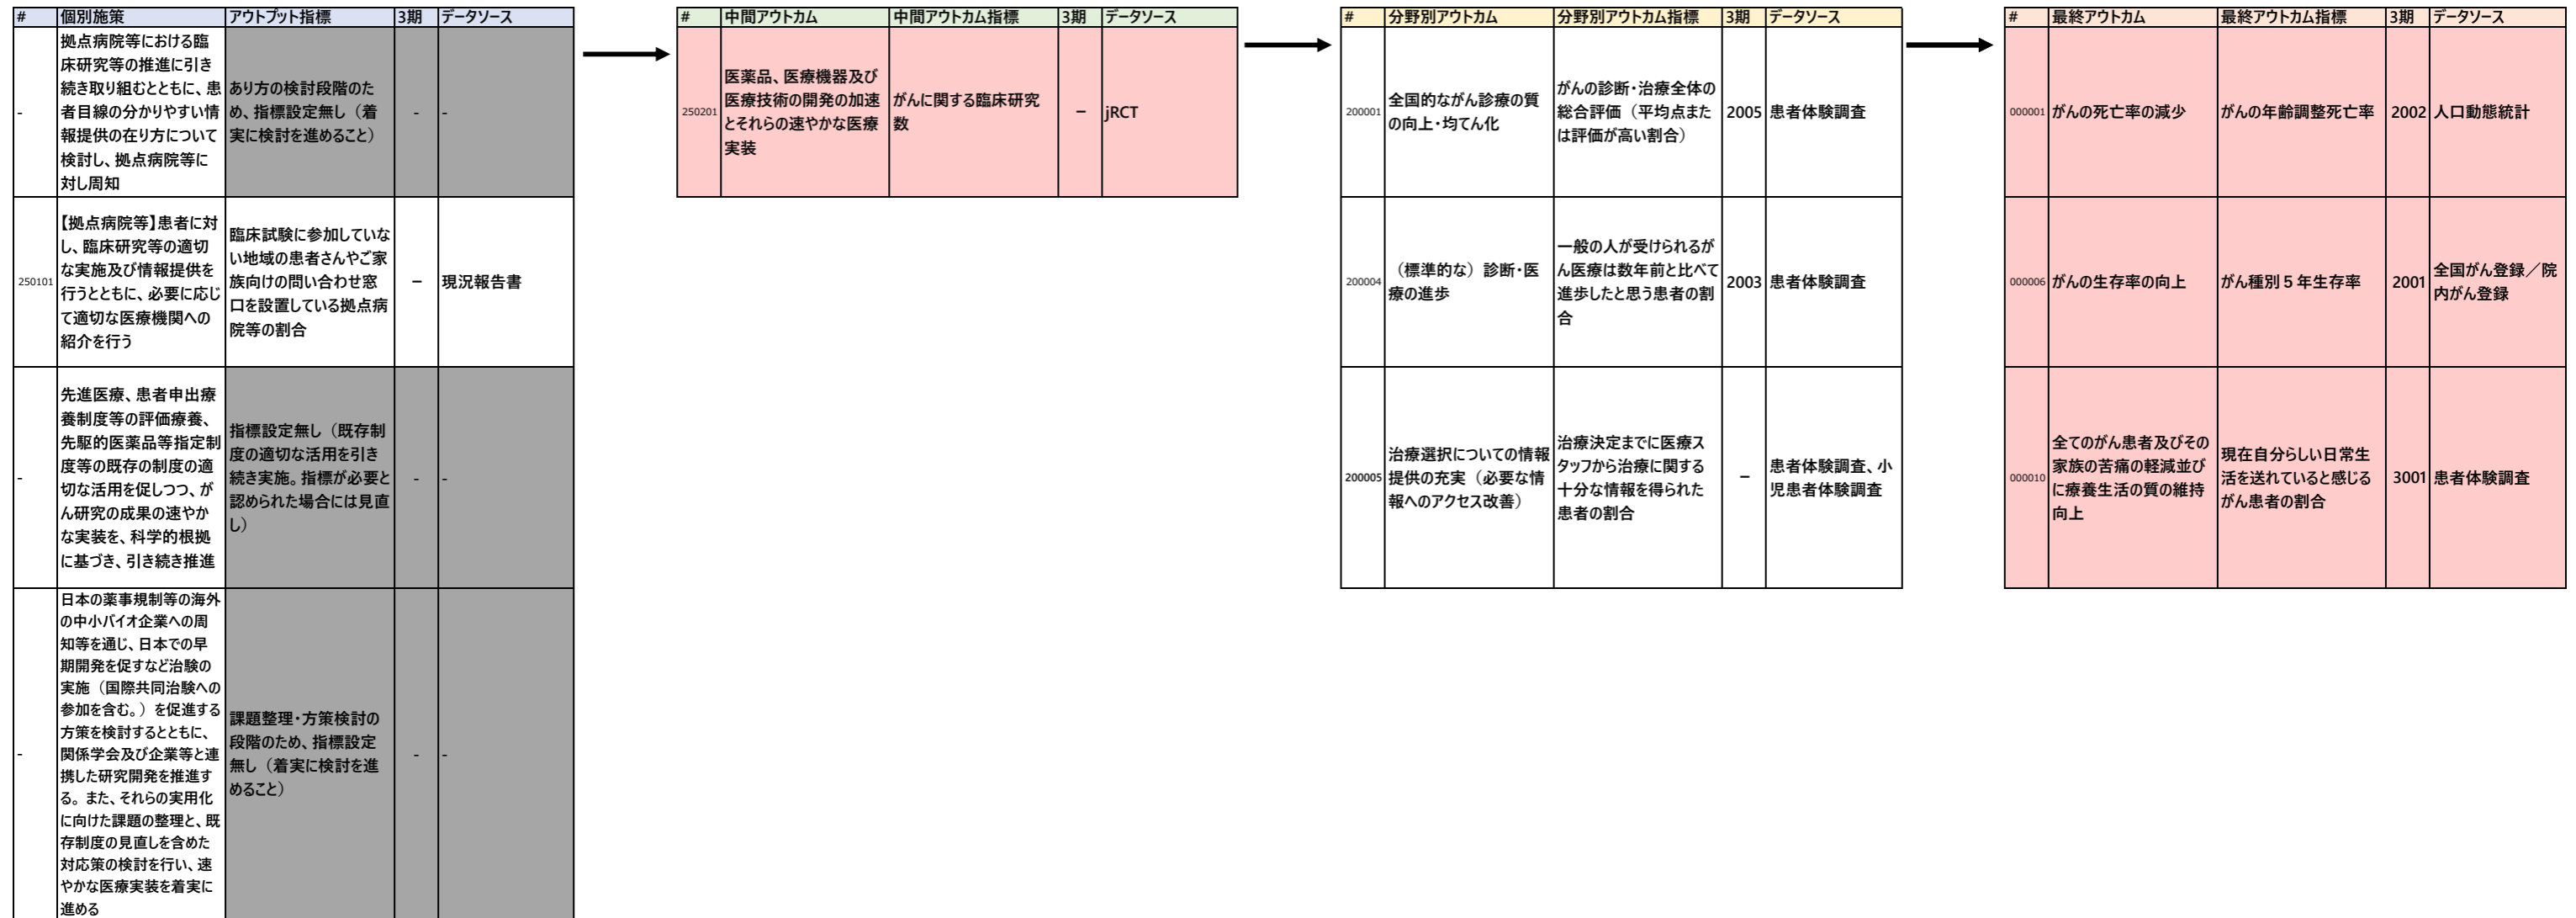 # 個別施策 アウトプット指標 3期 データソース
-
拠点病院等における臨
床研究等の推進に引き
続き取り組むとともに、患
者目線の分かりやすい情
報提供の在り方について
検討し、拠点病院等に
対し周知
あり方の検討段階のた
め、指標設定無し（着
実に検討を進めること）
-
-
250101
【拠点病院等】患者に対
し、臨床研究等の適切
な実施及び情報提供を
行うとともに、必要に応じ
て適切な医療機関への
紹介を行う
臨床試験に参加していな
い地域の患者さんやご家
族向けの問い合わせ窓
口を設置している拠点病
院等の割合
－
現況報告書
-
先進医療、患者申出療
養制度等の評価療養、
先駆的医薬品等指定制
度等の既存の制度の適
切な活用を促しつつ、が
ん研究の成果の速やか
な実装を、科学的根拠
に基づき、引き続き推進
指標設定無し（既存制
度の適切な活用を引き
続き実施。指標が必要と
認められた場合には見直
し）
-
-
-
日本の薬事規制等の海外
の中小バイオ企業への周
知等を通じ、日本での早
期開発を促すなど治験の
実施（国際共同治験への
参加を含む。）を促進する
方策を検討するとともに、
関係学会及び企業等と連
携した研究開発を推進す
る。また、それらの実用化
に向けた課題の整理と、既
存制度の見直しを含めた
対応策の検討を行い、速
やかな医療実装を着実に
進める
課題整理・方策検討の
段階のため、指標設定
無し（着実に検討を進
めること）
-
-
# 中間アウトカム 中間アウトカム指標 3期 データソース
250201
医薬品、医療機器及び
医療技術の開発の加速
とそれらの速やかな医療
実装
がんに関する臨床研究
数
－
jRCT
# 分野別アウトカム 分野別アウトカム指標 3期 データソース
200001
全国的ながん診療の質
の向上・均てん化
がんの診断・治療全体の
総合評価（平均点また
は評価が高い割合）
2005
患者体験調査
200004
（標準的な）診断・医
療の進歩
一般の人が受けられるが
ん医療は数年前と比べて
進歩したと思う患者の割
合
2003
患者体験調査
200005
治療選択についての情報
提供の充実（必要な情
報へのアクセス改善）
治療決定までに医療ス
タッフから治療に関する
十分な情報を得られた
患者の割合
－
患者体験調査、小
児患者体験調査
# 最終アウトカム 最終アウトカム指標 3期 データソース
000001
がんの死亡率の減少
がんの年齢調整死亡率
2002
人口動態統計
000006
がんの生存率の向上
がん種別５年生存率
2001
全国がん登録／院
内がん登録
000010
全てのがん患者及びその
家族の苦痛の軽減並び
に療養生活の質の維持
向上
現在自分らしい日常生
活を送れていると感じる
がん患者の割合
3001
患者体験調査